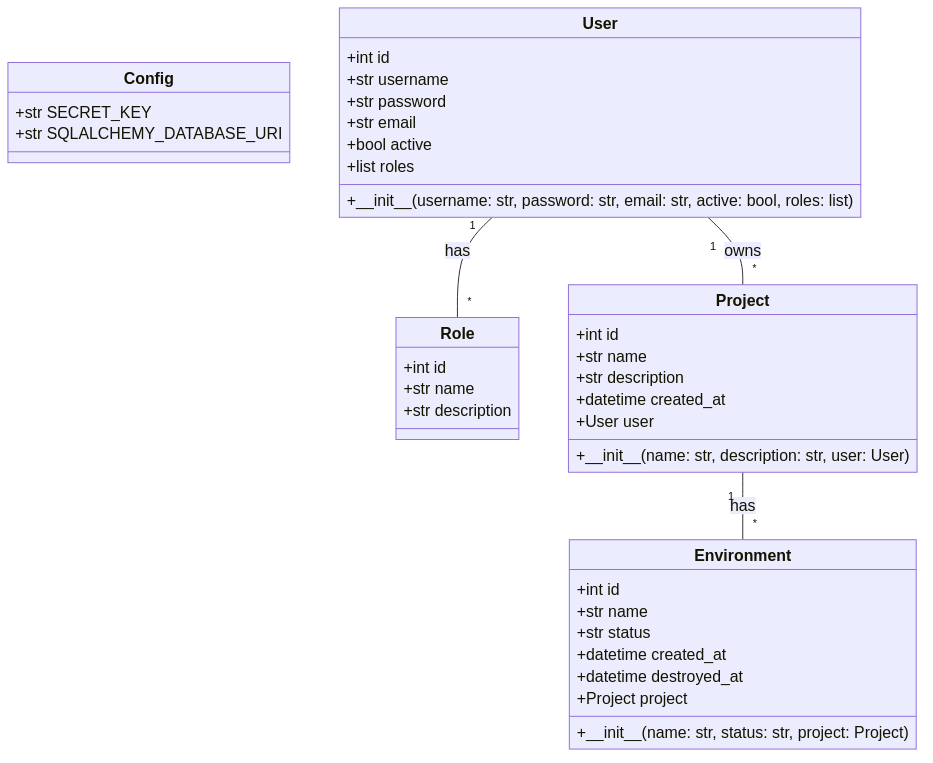 Config
+str SECRET_KEY
+str SQLALCHEMY_DATABASE_URI
User
+int id
+str username
+str password
+str email
+bool active
+list roles
+__init__(username: str, password: str, email: str, active: bool, roles: list)
1
has
*
1
owns
*
Role
+int id
+str name
+str description
Project
+int id
+str name
+str description
+datetime created_at
+User user
+__init__(name: str, description: str, user: User)
1
has
*
Environment
+int id
+str name
+str status
+datetime created_at
+datetime destroyed_at
+Project project
+__init__(name: str, status: str, project: Project)